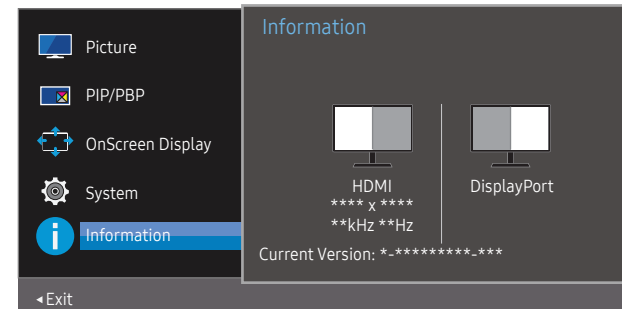 Information
Picture
PIP/PBP
OnScreen Display
System
Information
HDMI
**** x ****
**kHz **Hz
DisplayPort
Current Version: *-*********-***
◂Exit